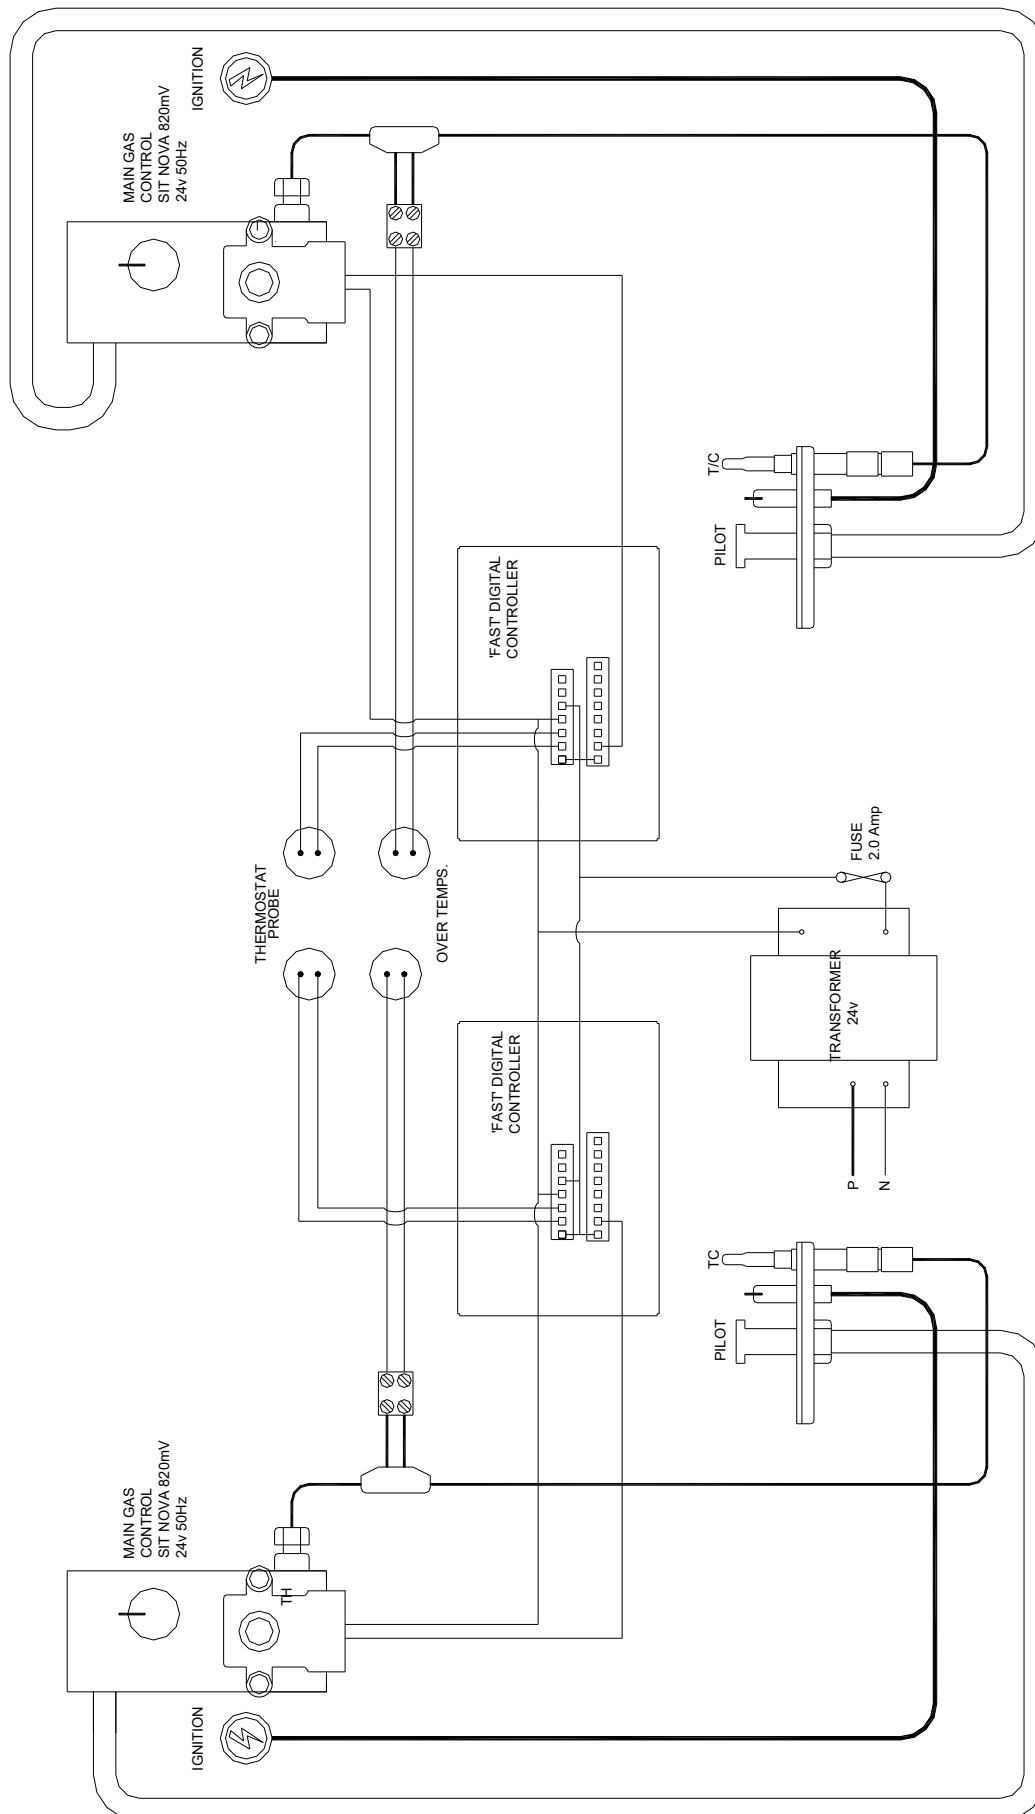 IGNITION
MAIN GAS
CONTROL
SIT NOVA 820mV
24v 50Hz
T/C
PILOT
'FAST' DIGITAL
CONTROLLER
THERMOSTAT
PROBE
OVER TEMPS.
FUSE
2.0 Amp
TRANSFORMER
24v
'FAST' DIGITAL
CONTROLLER
P
N
TC
PILOT
MAIN GAS
CONTROL
SIT NOVA 820mV
24v 50Hz
TH
IGNITION